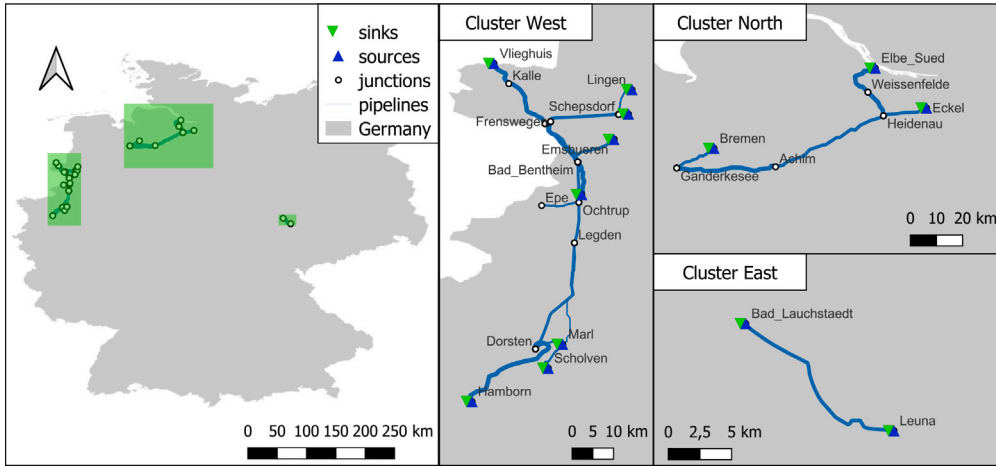 sinks
sources
junctions
pipelines
Germany
0 50 100 150 200 250 km
Cluster West
Vlieghuis
Kalle
Lingen
Schepsdorf
Frenswegen
Emsbueren
Bad_Bentheim
Epe
Ochtrup
Legden
Dorsten
Marl
Scholven
Hamborn
0 5 10 km
Cluster North
Elbe_Sued
Weissenfelde
Eckel
Heidenau
Bremen
Achim
Ganderkesee
0 10 20 km
Cluster East
Bad_Lauchstaedt
Leuna
0 2,5 5 km